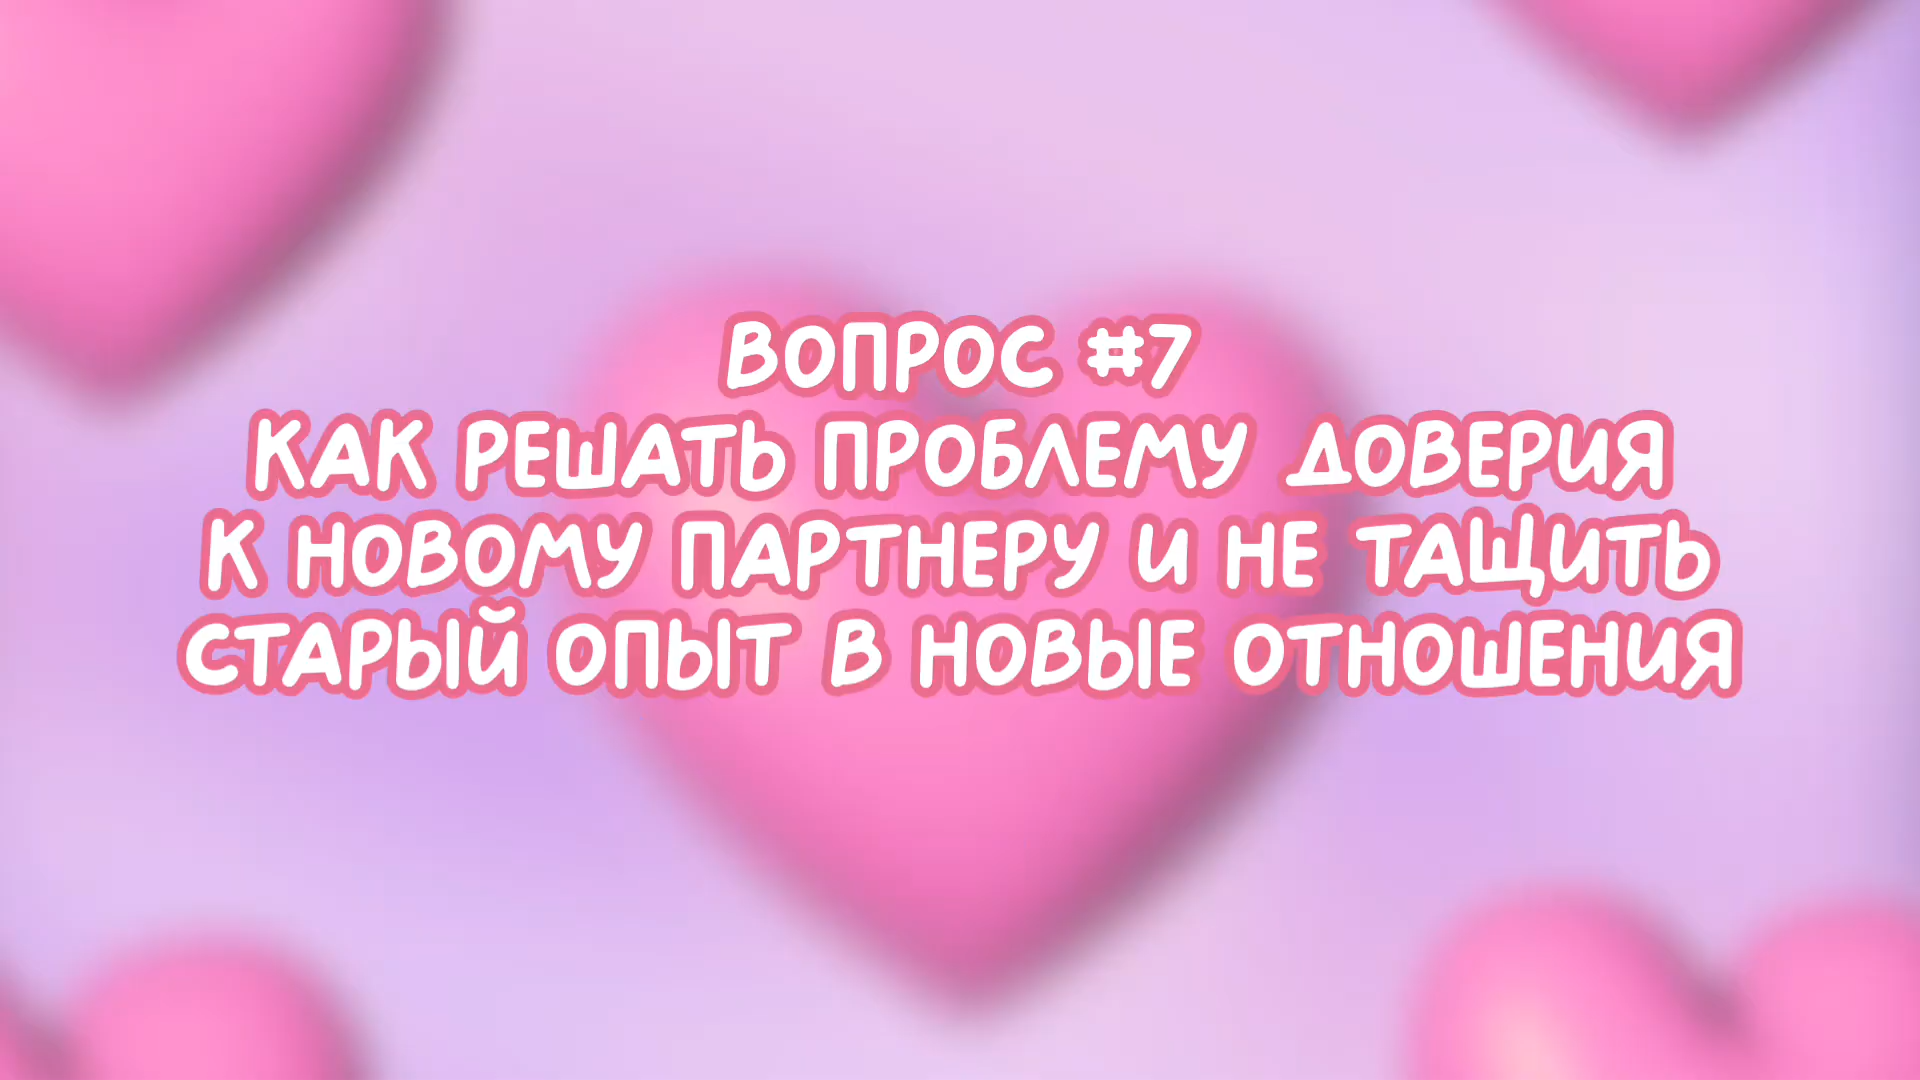 ВОПРОС #7
КАК РЕШАТЬ ПРОБЛЕМУ ДОВЕРИЯ
К НОВОМУ ПАРТНЕРУ И НЕ ТАЩИТЬ
СТАРЫЙ ОПЫТ В НОВЫЕ ОТНОШЕНИЯ